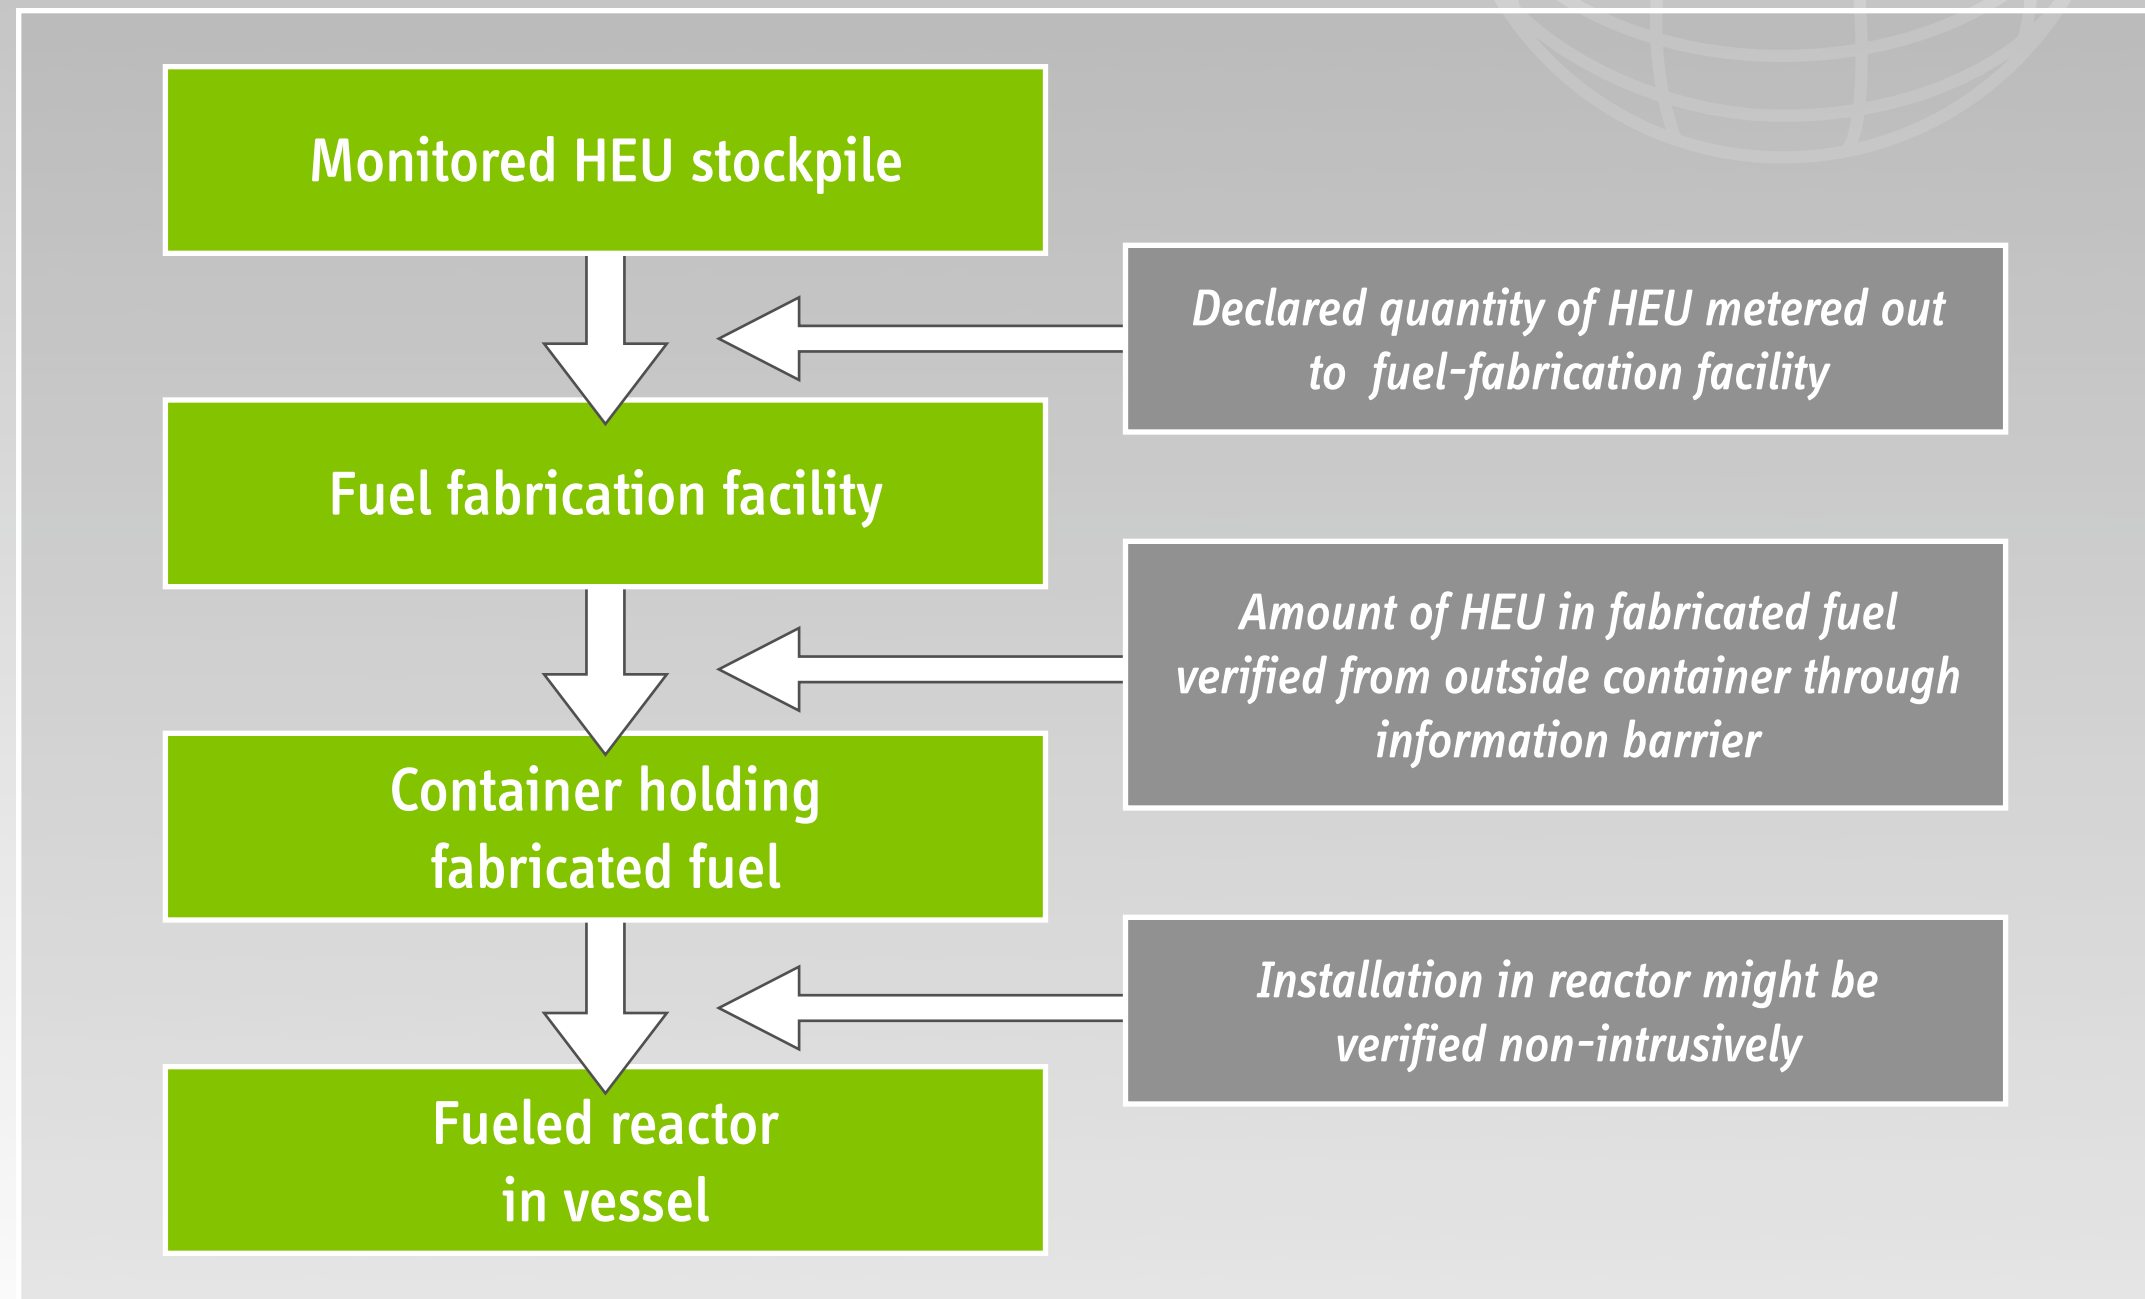 Monitored HEU stockpile
Declared quantity of HEU metered out
to fuel-fabrication facility
Fuel fabrication facility
Amount of HEU in fabricated fuel
verified from outside container through
information barrier
Container holding
fabricated fuel
Installation in reactor might be
verified non-intrusively
Fueled reactor
in vessel